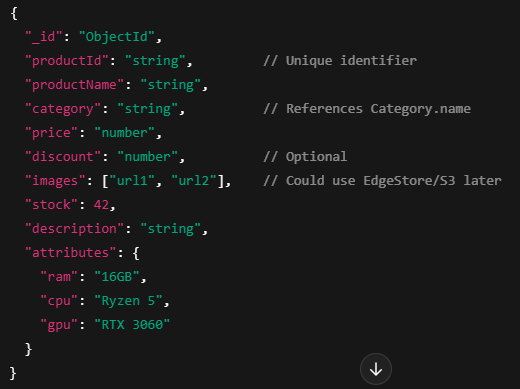 {
"_id": "ObjectId",
"productId": "string", // Unique identifier
"productName": "string",
"category": "string", // References Category.name
"price": "number",
"discount": "number", // Optional
"images": ["url1", "url2"], // Could use EdgeStore/S3 later
"stock": 42,
"description": "string",
"attributes": {
"ram": "16GB",
"cpu": "Ryzen 5",
"gpu": "RTX 3060"
}
}